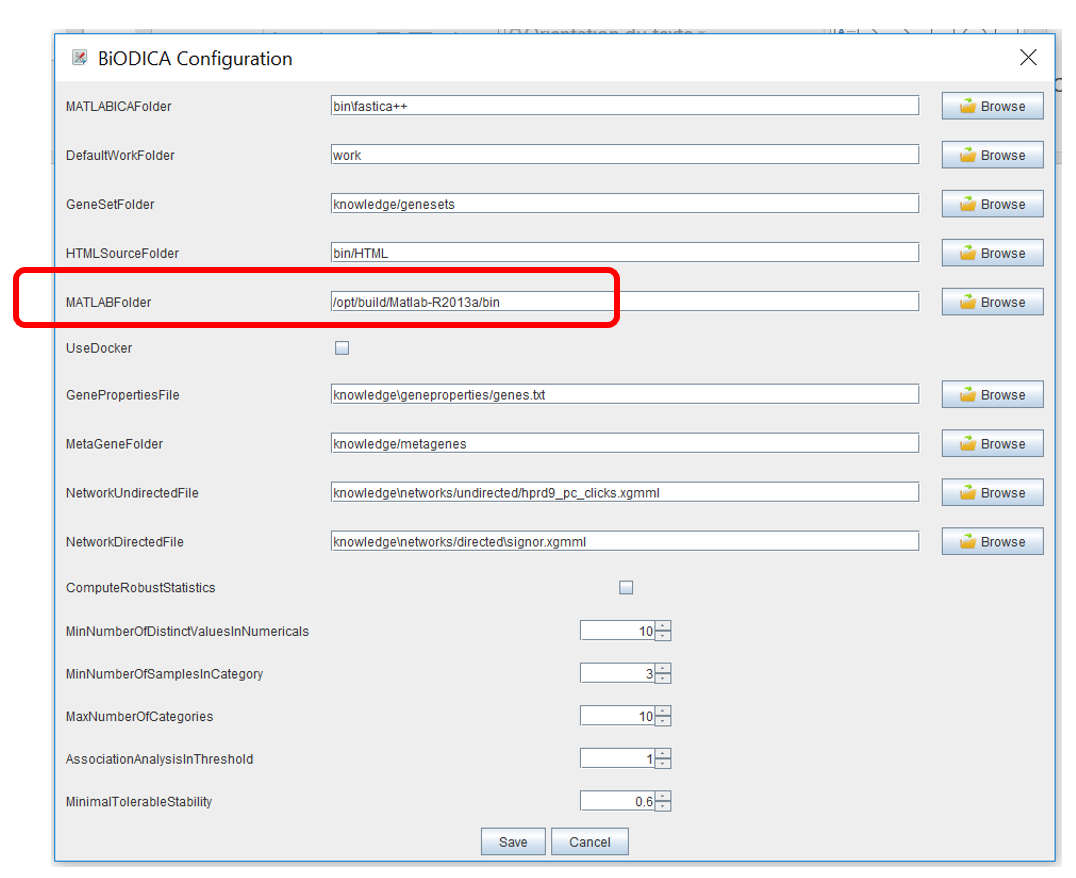 Orientation du texte
BiODICA Configuration
MATLABICAFolder bin\fastica++ Browse
DefaultWorkFolder work Browse
GeneSetFolder knowledge/genesets Browse
HTMLSourceFolder bin/HTML Browse
MATLABFolder /opt/build/Matlab-R2013a/bin Browse
UseDocker
GenePropertiesFile knowledge\geneproperties/genes.txt Browse
MetaGeneFolder knowledge/metagenes Browse
NetworkUndirectedFile knowledge\networks/undirected/hprd9_pc_clicks.xgmml Browse
NetworkDirectedFile knowledge\networks/directed\signor.xgmml Browse
ComputeRobustStatistics
MinNumberOfDistinctValuesInNumericals 10
MinNumberOfSamplesInCategory 3
MaxNumberOfCategories 10
AssociationAnalysisInThreshold 1
MinimalTolerableStability 0.6
Save Cancel